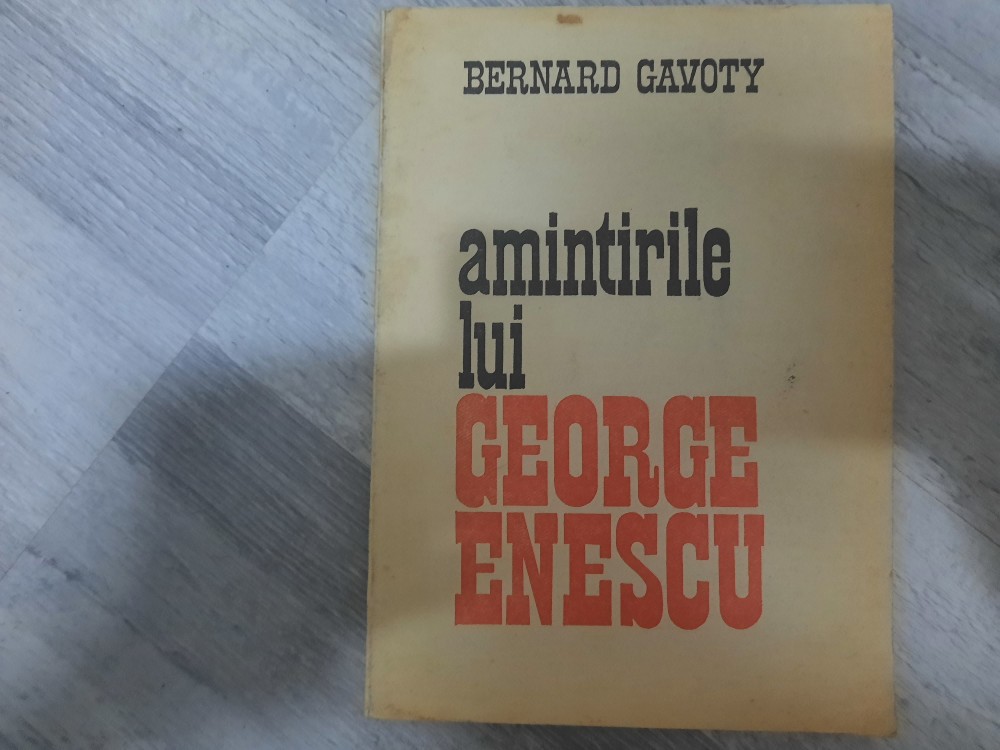 BERNARD GAVOTY
amintirile
lui
GEORGE
ENESCU